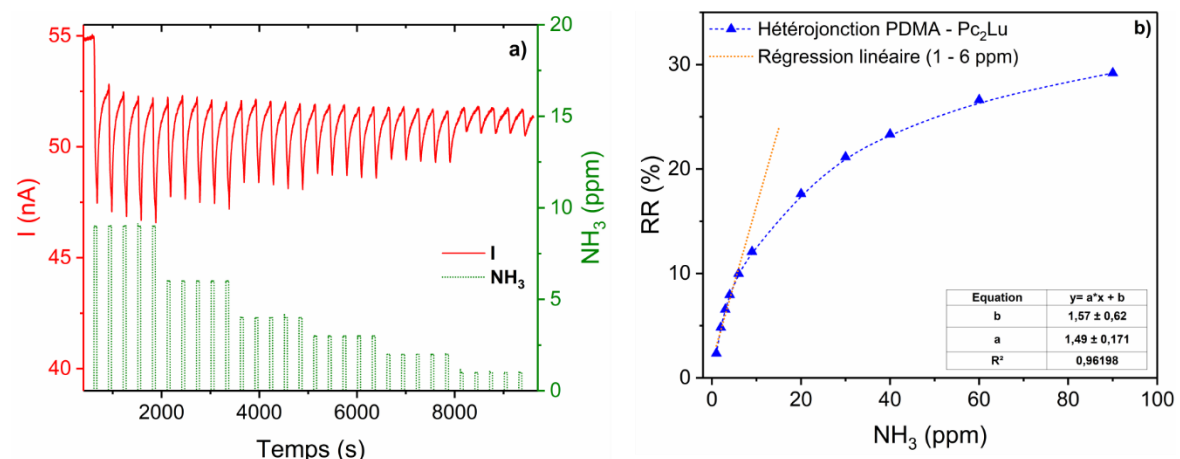 a)
I (nA)
55
50
45
40
2000
4000
6000
8000
Temps (s)
20
15
10
5
0
NH₃ (ppm)
I
NH₃
b)
Hétérojonction PDMA - Pc₂Lu
Régression linéaire (1 - 6 ppm)
RR (%)
30
20
10
0
0
20
40
60
80
100
NH₃ (ppm)
Equation y= a*x + b
b 1,57 ± 0,62
a 1,49 ± 0,171
R² 0,96198